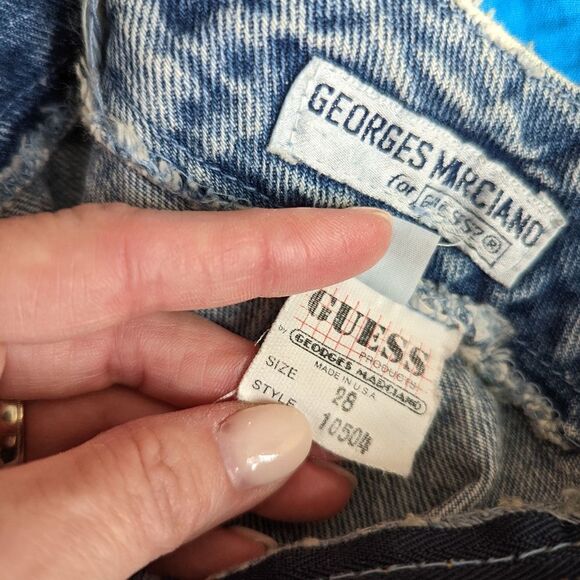 GEORGES MARCIANO
for GUESS? ®
GUESS
by GEORGES MARCIANO
PRODUCTS
MADE IN U.S.A.
SIZE 28
STYLE 10504